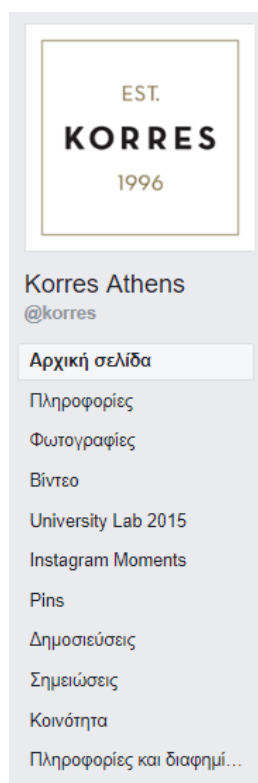 EST.
KORRES
1996
Korres Athens
@korres
Αρχική σελίδα
Πληροφορίες
Φωτογραφίες
Βίντεο
University Lab 2015
Instagram Moments
Pins
Δημοσιεύσεις
Σημειώσεις
Κοινότητα
Πληροφορίες και διαφημί...